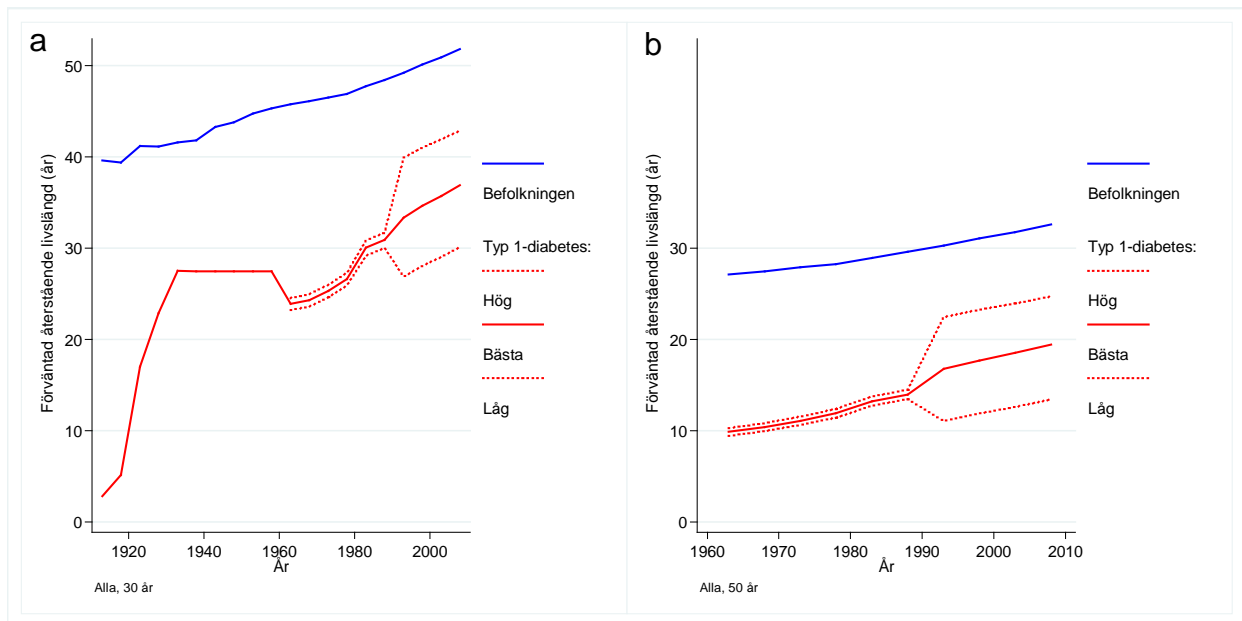 a
Förväntad återstående livslängd (år)
50
40
30
20
10
0
1920 1940 1960 1980 2000
År
Alla, 30 år
Befolkningen
Typ 1-diabetes:
Hög
Bästa
Låg
b
Förväntad återstående livslängd (år)
30
20
10
0
1960 1970 1980 1990 2000 2010
År
Alla, 50 år
Befolkningen
Typ 1-diabetes:
Hög
Bästa
Låg